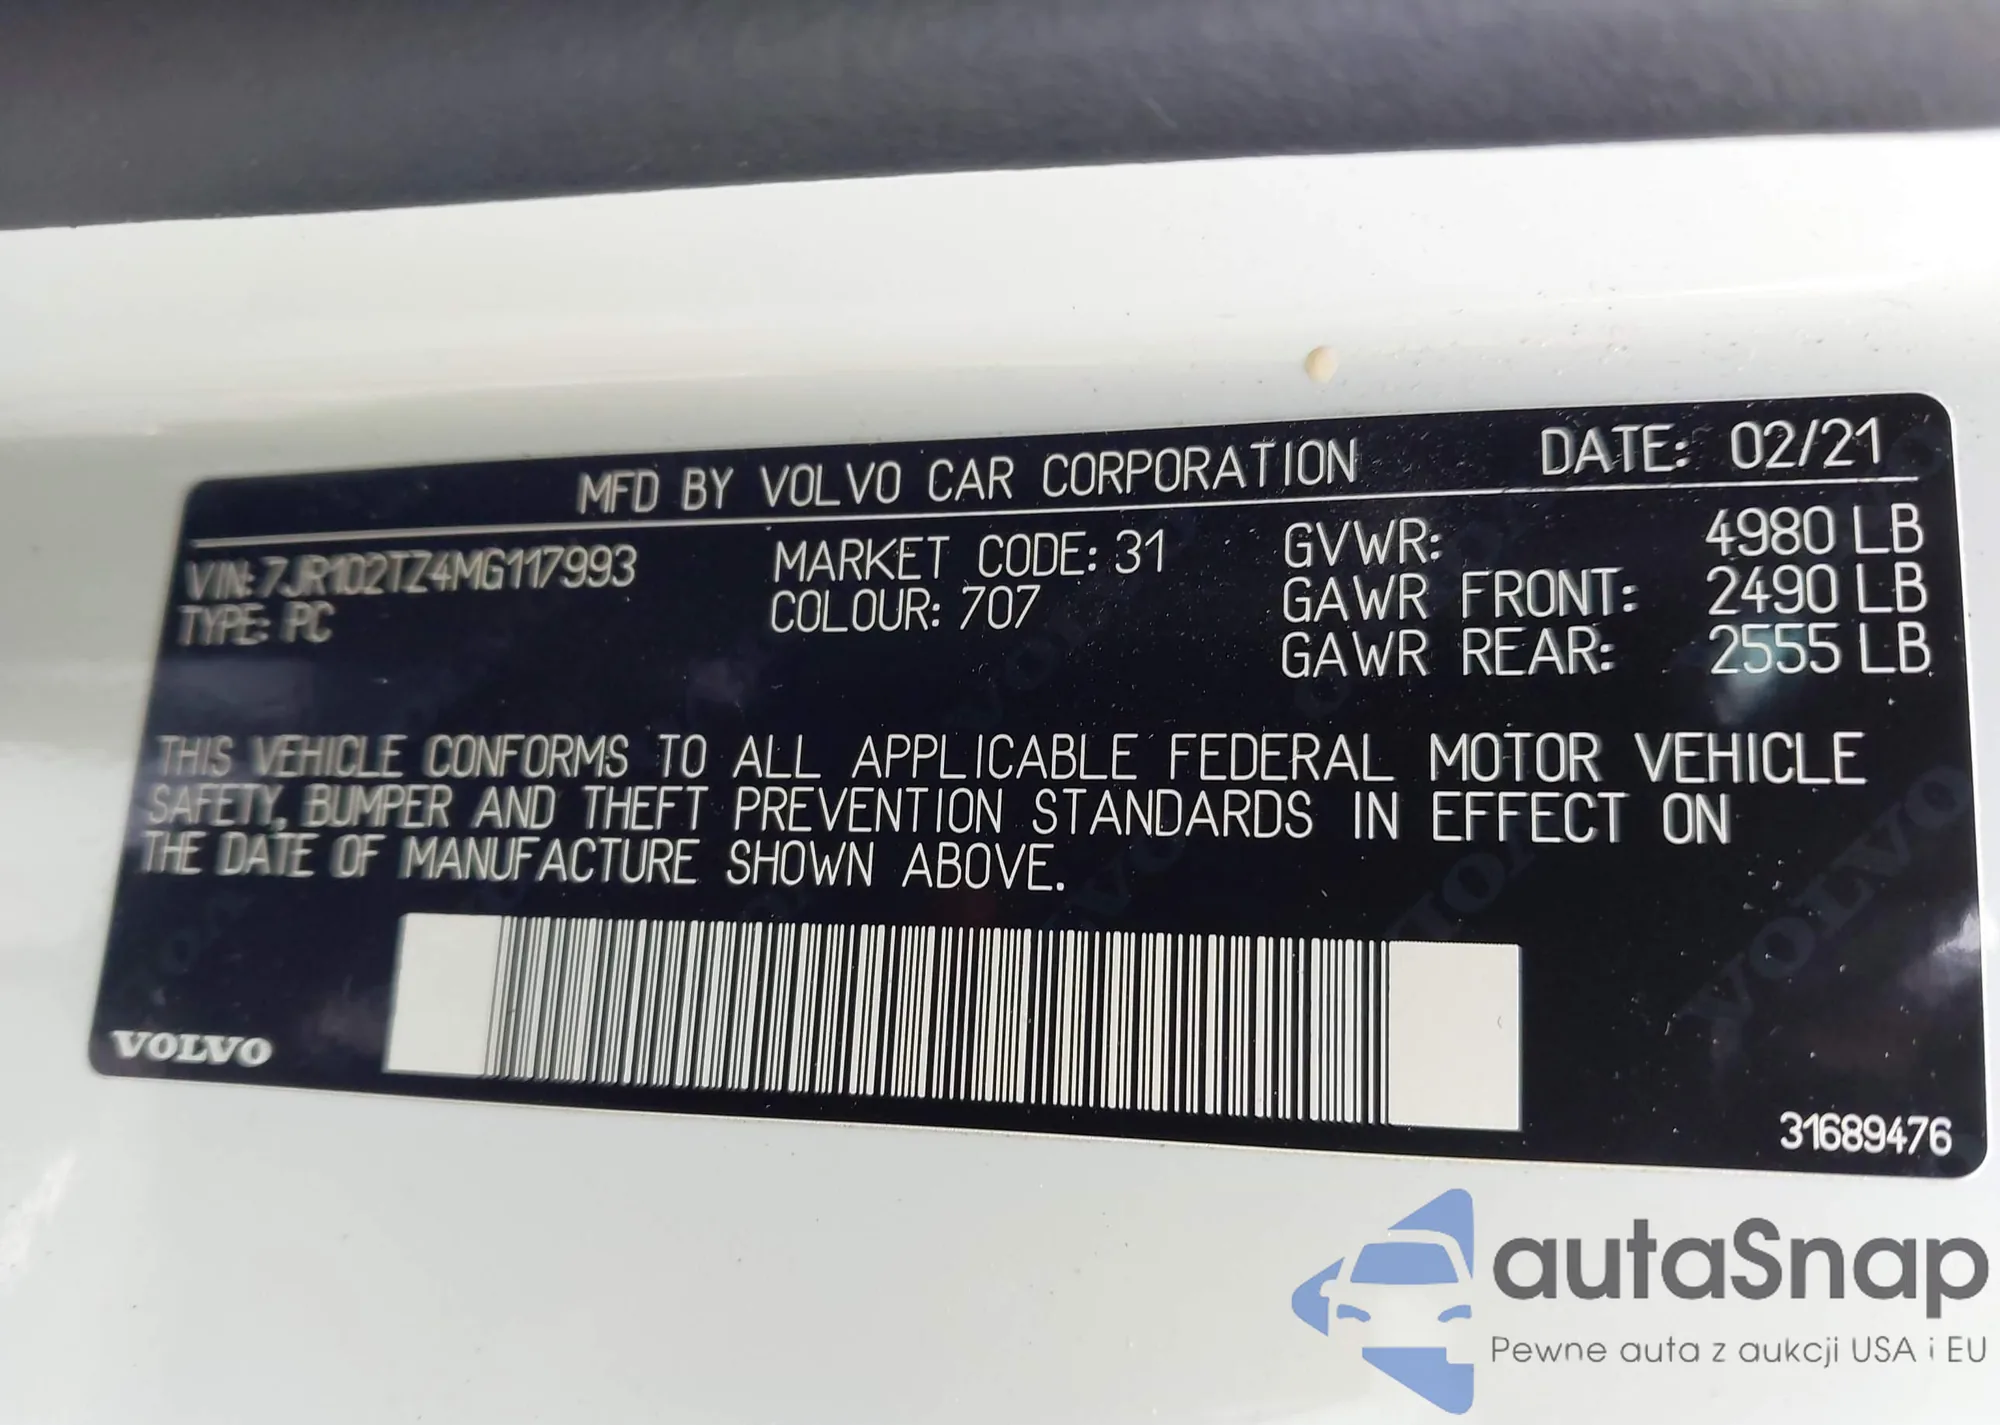 MFD BY VOLVO CAR CORPORATION DATE: 02/21
VIN: 7JR102TZ4MG117993 MARKET CODE: 31 GVWR: 4980 LB
TYPE: PC COLOUR: 707 GAWR FRONT: 2490 LB
GAWR REAR: 2555 LB
THIS VEHICLE CONFORMS TO ALL APPLICABLE FEDERAL MOTOR VEHICLE
SAFETY, BUMPER AND THEFT PREVENTION STANDARDS IN EFFECT ON
THE DATE OF MANUFACTURE SHOWN ABOVE.
VOLVO
31689476
autaSnap
Pewne auta z aukcji USA i EU